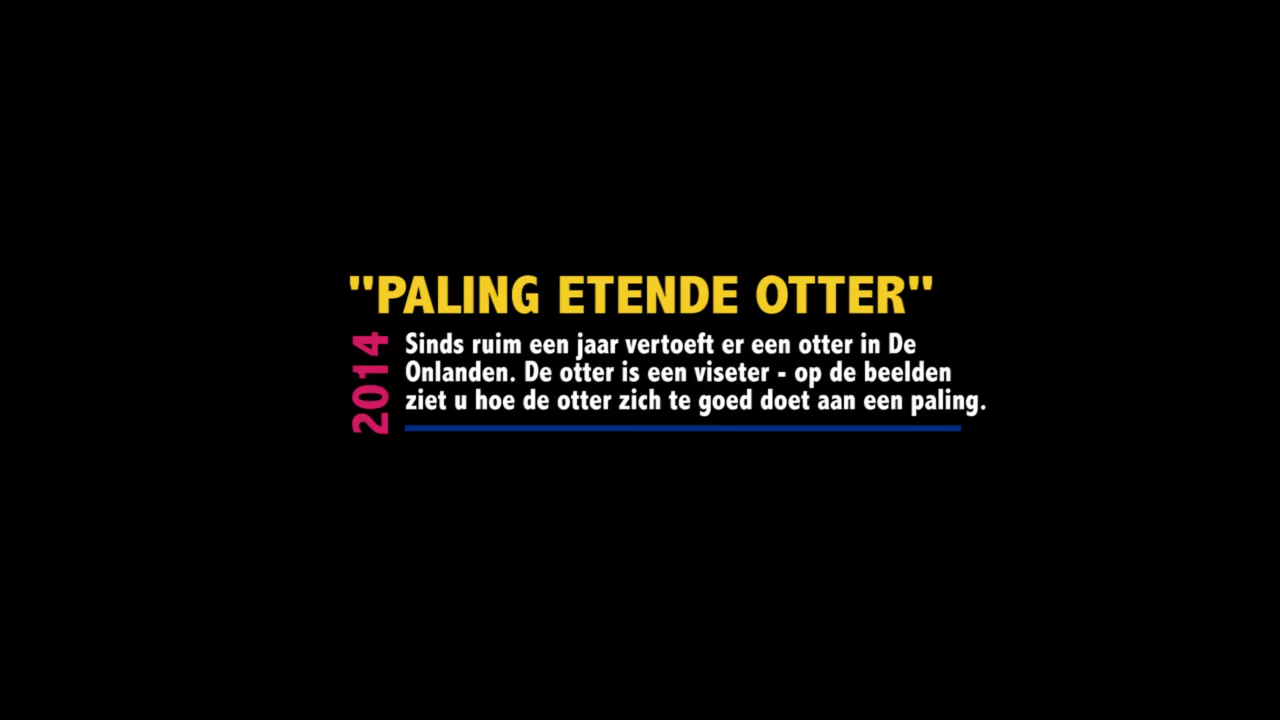 "PALING ETENDE OTTER"
2014
Sinds ruim een jaar vertoeft er een otter in De
Onlanden. De otter is een viseter - op de beelden
ziet u hoe de otter zich te goed doet aan een paling.